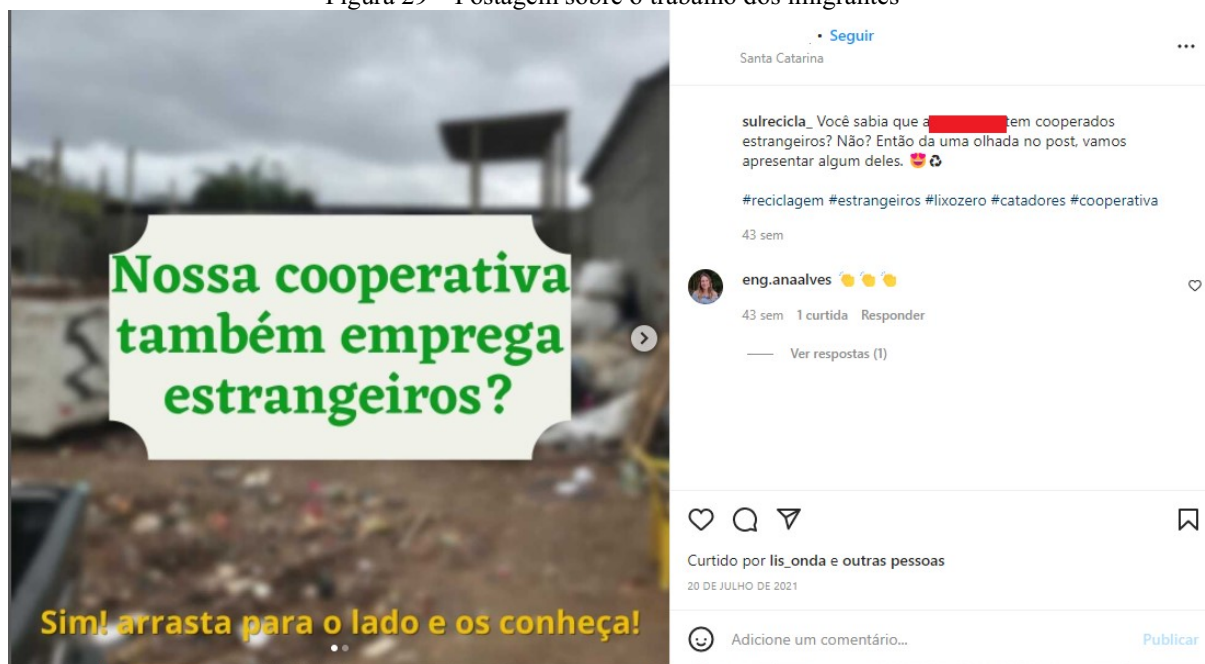 Figura 29 – Postagem sobre o trabalho dos imigrantes
Nossa cooperativa
também emprega
estrangeiros?
Sim! arrasta para o lado e os conheça!
• Seguir
Santa Catarina
sulrecicla_ Você sabia que a tem cooperados
estrangeiros? Não? Então da uma olhada no post, vamos
apresentar algum deles. 😍♻
#reciclagem #estrangeiros #lixozero #catadores #cooperativa
43 sem
eng.anaalves 👏👏👏
43 sem 1 curtida Responder
Ver respostas (1)
Curtido por lis_onda e outras pessoas
20 DE JULHO DE 2021
Adicione um comentário...
Publicar